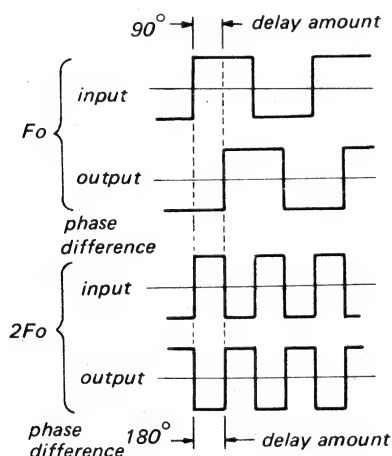 90° delay amount
input
Fo
output
phase
difference
input
2Fo
output
phase
difference 180° delay amount